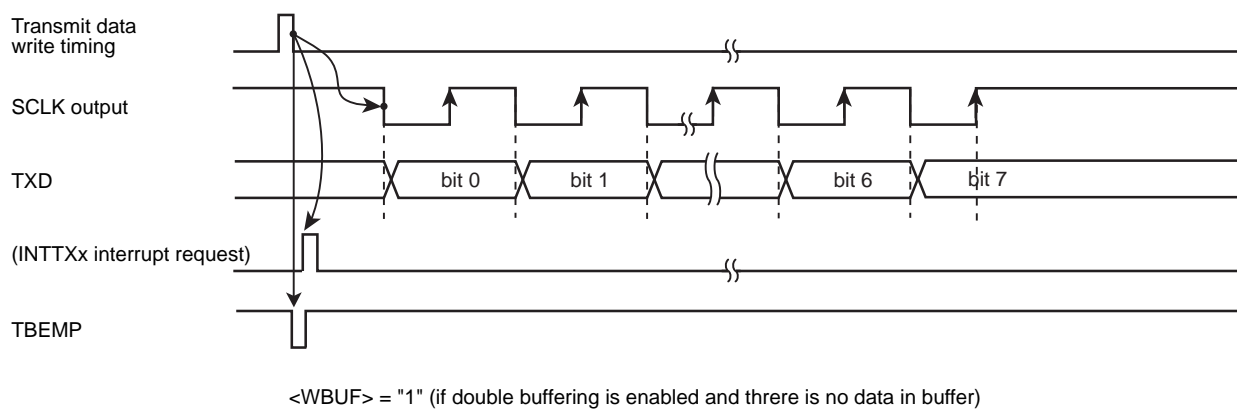 Transmit data
write timing
SCLK output
TXD
bit 0
bit 1
bit 6
bit 7
(INTTXx interrupt request)
TBEMP
<WBUF> = "1" (if double buffering is enabled and threre is no data in buffer)